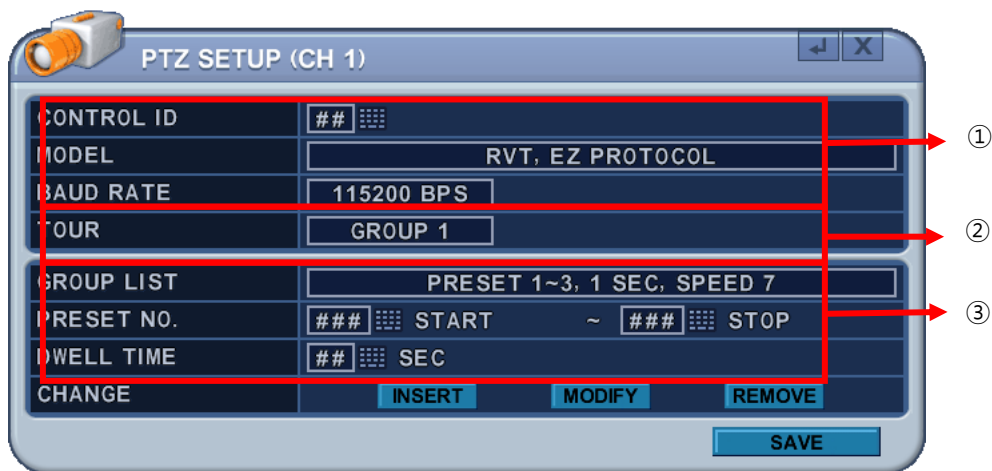 PTZ SETUP (CH 1)
X
CONTROL ID ##
MODEL RVT, EZ PROTOCOL
BAUD RATE 115200 BPS
①
TOUR GROUP 1
②
GROUP LIST PRESET 1~3, 1 SEC, SPEED 7
PRESET NO. ### START ~ ### STOP
③
DWELL TIME ## SEC
CHANGE INSERT MODIFY REMOVE
SAVE